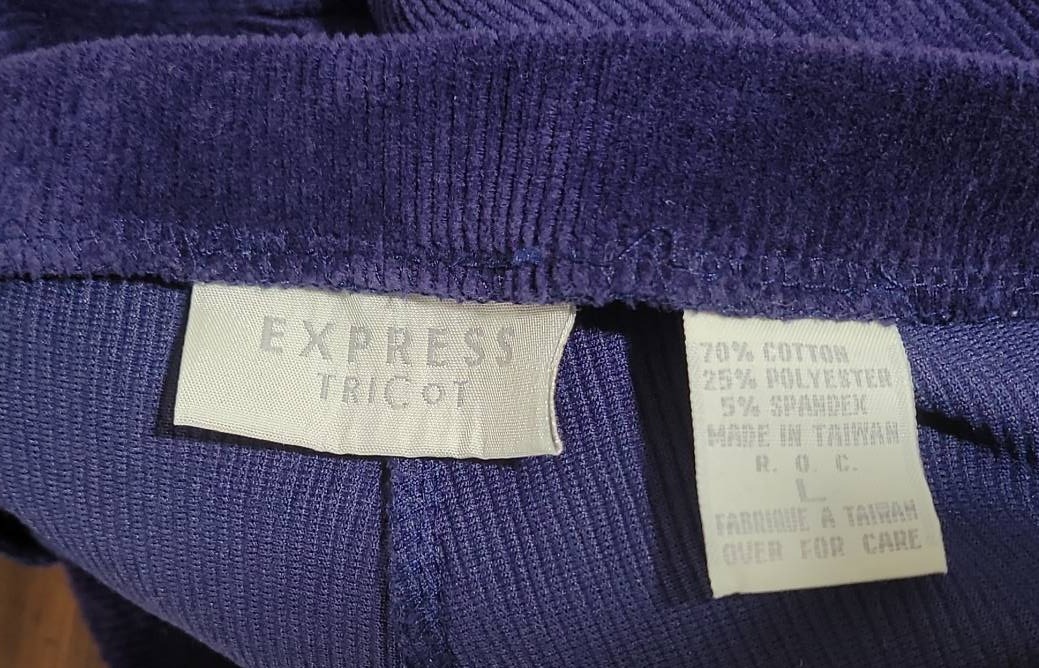 EXPRESS
TRICOT
70% COTTON
25% POLYESTER
5% SPANDEX
MADE IN TAIWAN
R. O. C.
L
FABRIQUE A TAIWAN
OVER FOR CARE